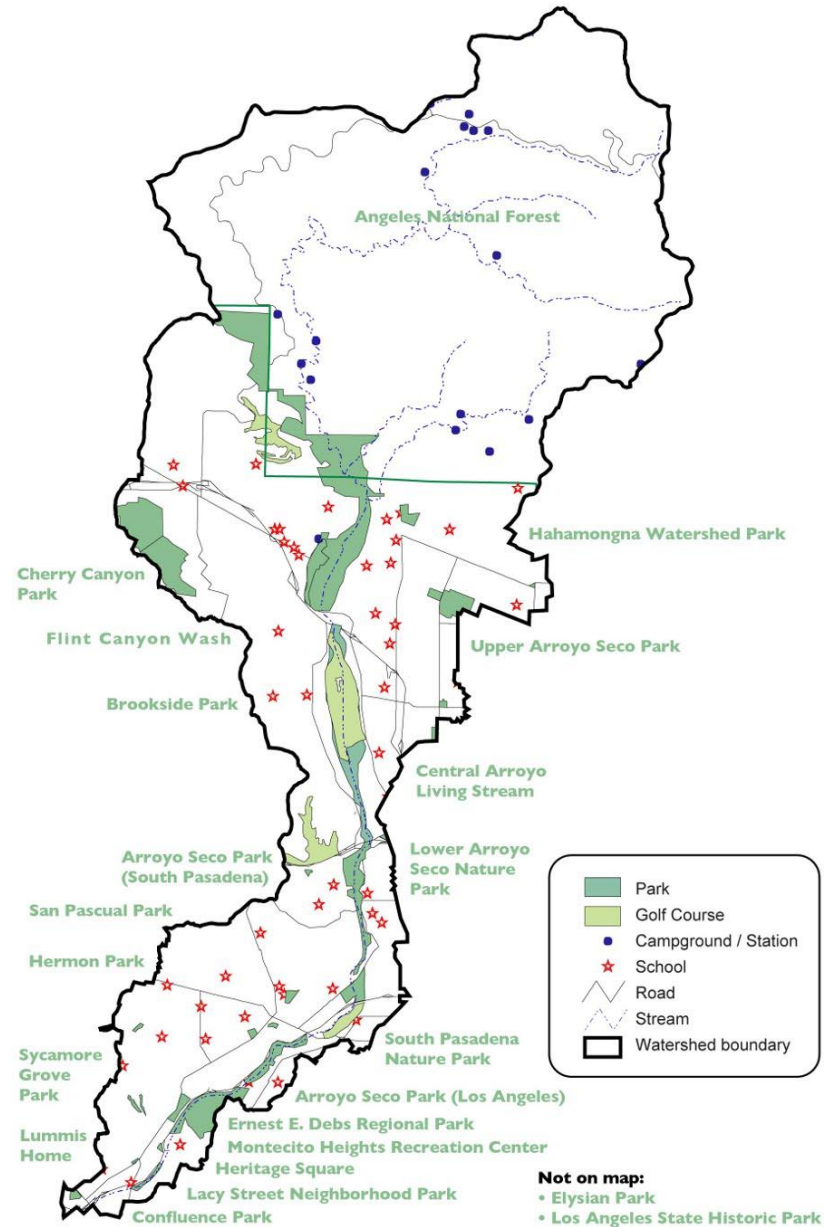 Angeles National Forest
Hahamongna Watershed Park
Cherry Canyon
Park
Flint Canyon Wash
Upper Arroyo Seco Park
Brookside Park
Central Arroyo
Living Stream
Arroyo Seco Park
(South Pasadena)
Lower Arroyo
Seco Nature
Park
San Pascual Park
Hermon Park
South Pasadena
Nature Park
Sycamore
Grove
Park
Arroyo Seco Park (Los Angeles)
Ernest E. Debs Regional Park
Lummis
Home
Montecito Heights Recreation Center
Heritage Square
Lacy Street Neighborhood Park
Confluence Park
Park
Golf Course
Campground / Station
School
Road
Stream
Watershed boundary
Not on map:
• Elysian Park
• Los Angeles State Historic Park